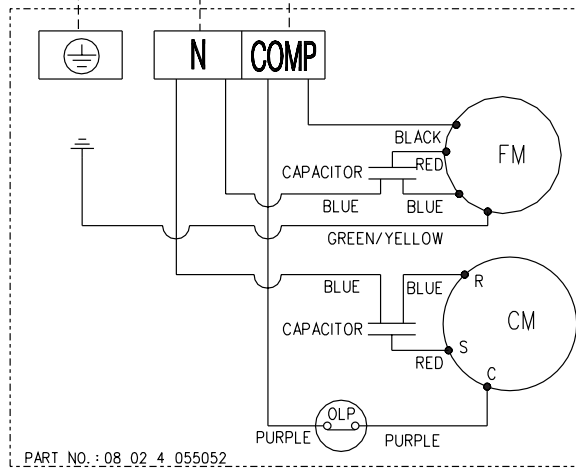 N COMP
BLACK
FM
RED
CAPACITOR
BLUE BLUE
GREEN/YELLOW
BLUE BLUE R
CM
CAPACITOR
S
RED
C
OLP
PURPLE PURPLE
PART NO.:08 02 4 055052